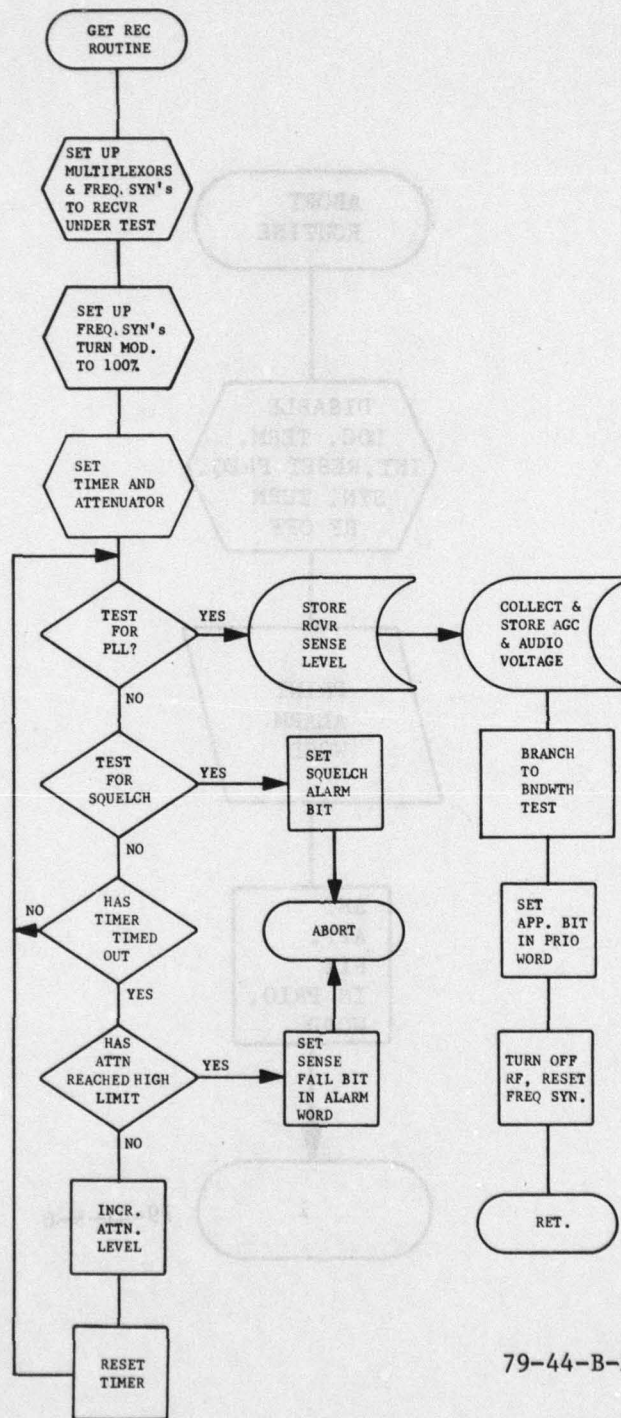 GET REC
ROUTINE
SET UP
MULTIPLEXORS
& FREQ. SYN's
TO RECVR
UNDER TEST
SET UP
FREQ. SYN's
TURN MOD.
TO 100%
SET
TIMER AND
ATTENUATOR
TEST
FOR
PLL?
YES
STORE
RCVR
SENSE
LEVEL
COLLECT &
STORE AGC
& AUDIO
VOLTAGE
NO
TEST
FOR
SQUELCH
YES
SET
SQUELCH
ALARM
BIT
BRANCH
TO
BNDWTH
TEST
NO
HAS
TIMER
TIMED
OUT
NO
ABORT
SET
APP. BIT
IN PRIO
WORD
YES
HAS
ATTN
REACHED HIGH
LIMIT
YES
SET
SENSE
FAIL BIT
IN ALARM
WORD
TURN OFF
RF, RESET
FREQ SYN.
NO
INCR.
ATTN.
LEVEL
RET.
RESET
TIMER
79-44-B-